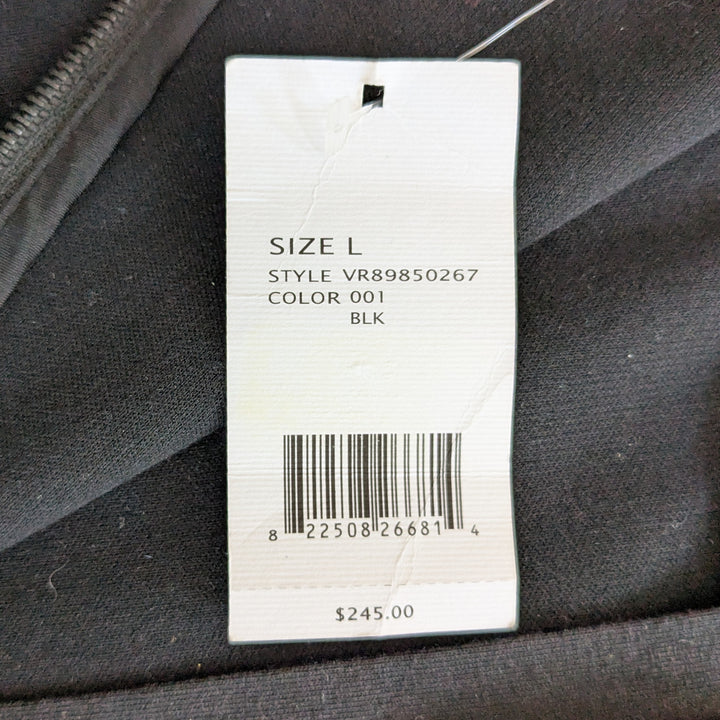 SIZE L
STYLE VR89850267
COLOR 001
BLK
8 22508 26681 4
$245.00